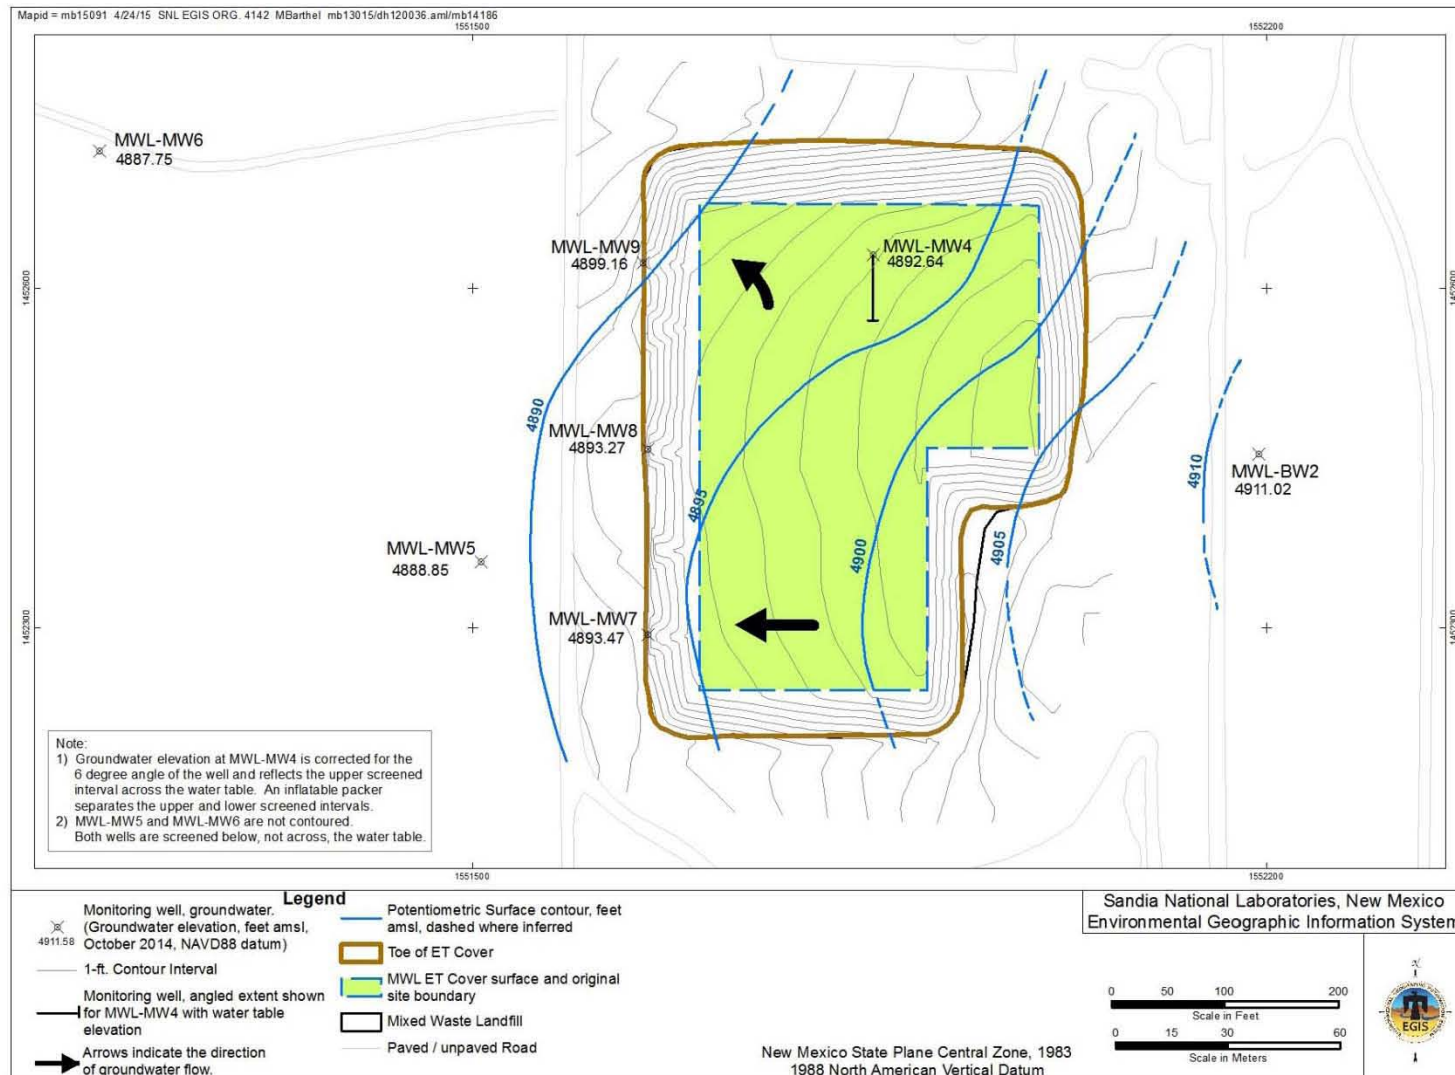 Mapid = mb15091 4/24/15 SNL EGIS ORG. 4142 MBarthel mb13015/dh120036.aml/mb14186
1551500
1552200
MWL-MW6
4887.75
MWL-MW9
4899.16
MWL-MW4
4892.64
1452600
1452600
4890
MWL-MW8
4893.27
4895
4900
4905
4910
MWL-BW2
4911.02
MWL-MW5
4888.85
MWL-MW7
4893.47
1452300
1452300
Note:
1) Groundwater elevation at MWL-MW4 is corrected for the
6 degree angle of the well and reflects the upper screened
interval across the water table. An inflatable packer
separates the upper and lower screened intervals.
2) MWL-MW5 and MWL-MW6 are not contoured.
Both wells are screened below, not across, the water table.
1551500
1552200
Legend
4911.58
Monitoring well, groundwater.
(Groundwater elevation, feet amsl,
October 2014, NAVD88 datum)
1-ft. Contour Interval
Monitoring well, angled extent shown
for MWL-MW4 with water table
elevation
Arrows indicate the direction
of groundwater flow.
Potentiometric Surface contour, feet
amsl, dashed where inferred
Toe of ET Cover
MWL ET Cover surface and original
site boundary
Mixed Waste Landfill
Paved / unpaved Road
New Mexico State Plane Central Zone, 1983
1988 North American Vertical Datum
Sandia National Laboratories, New Mexico
Environmental Geographic Information System
0 50 100 200
Scale in Feet
0 15 30 60
Scale in Meters
EGIS